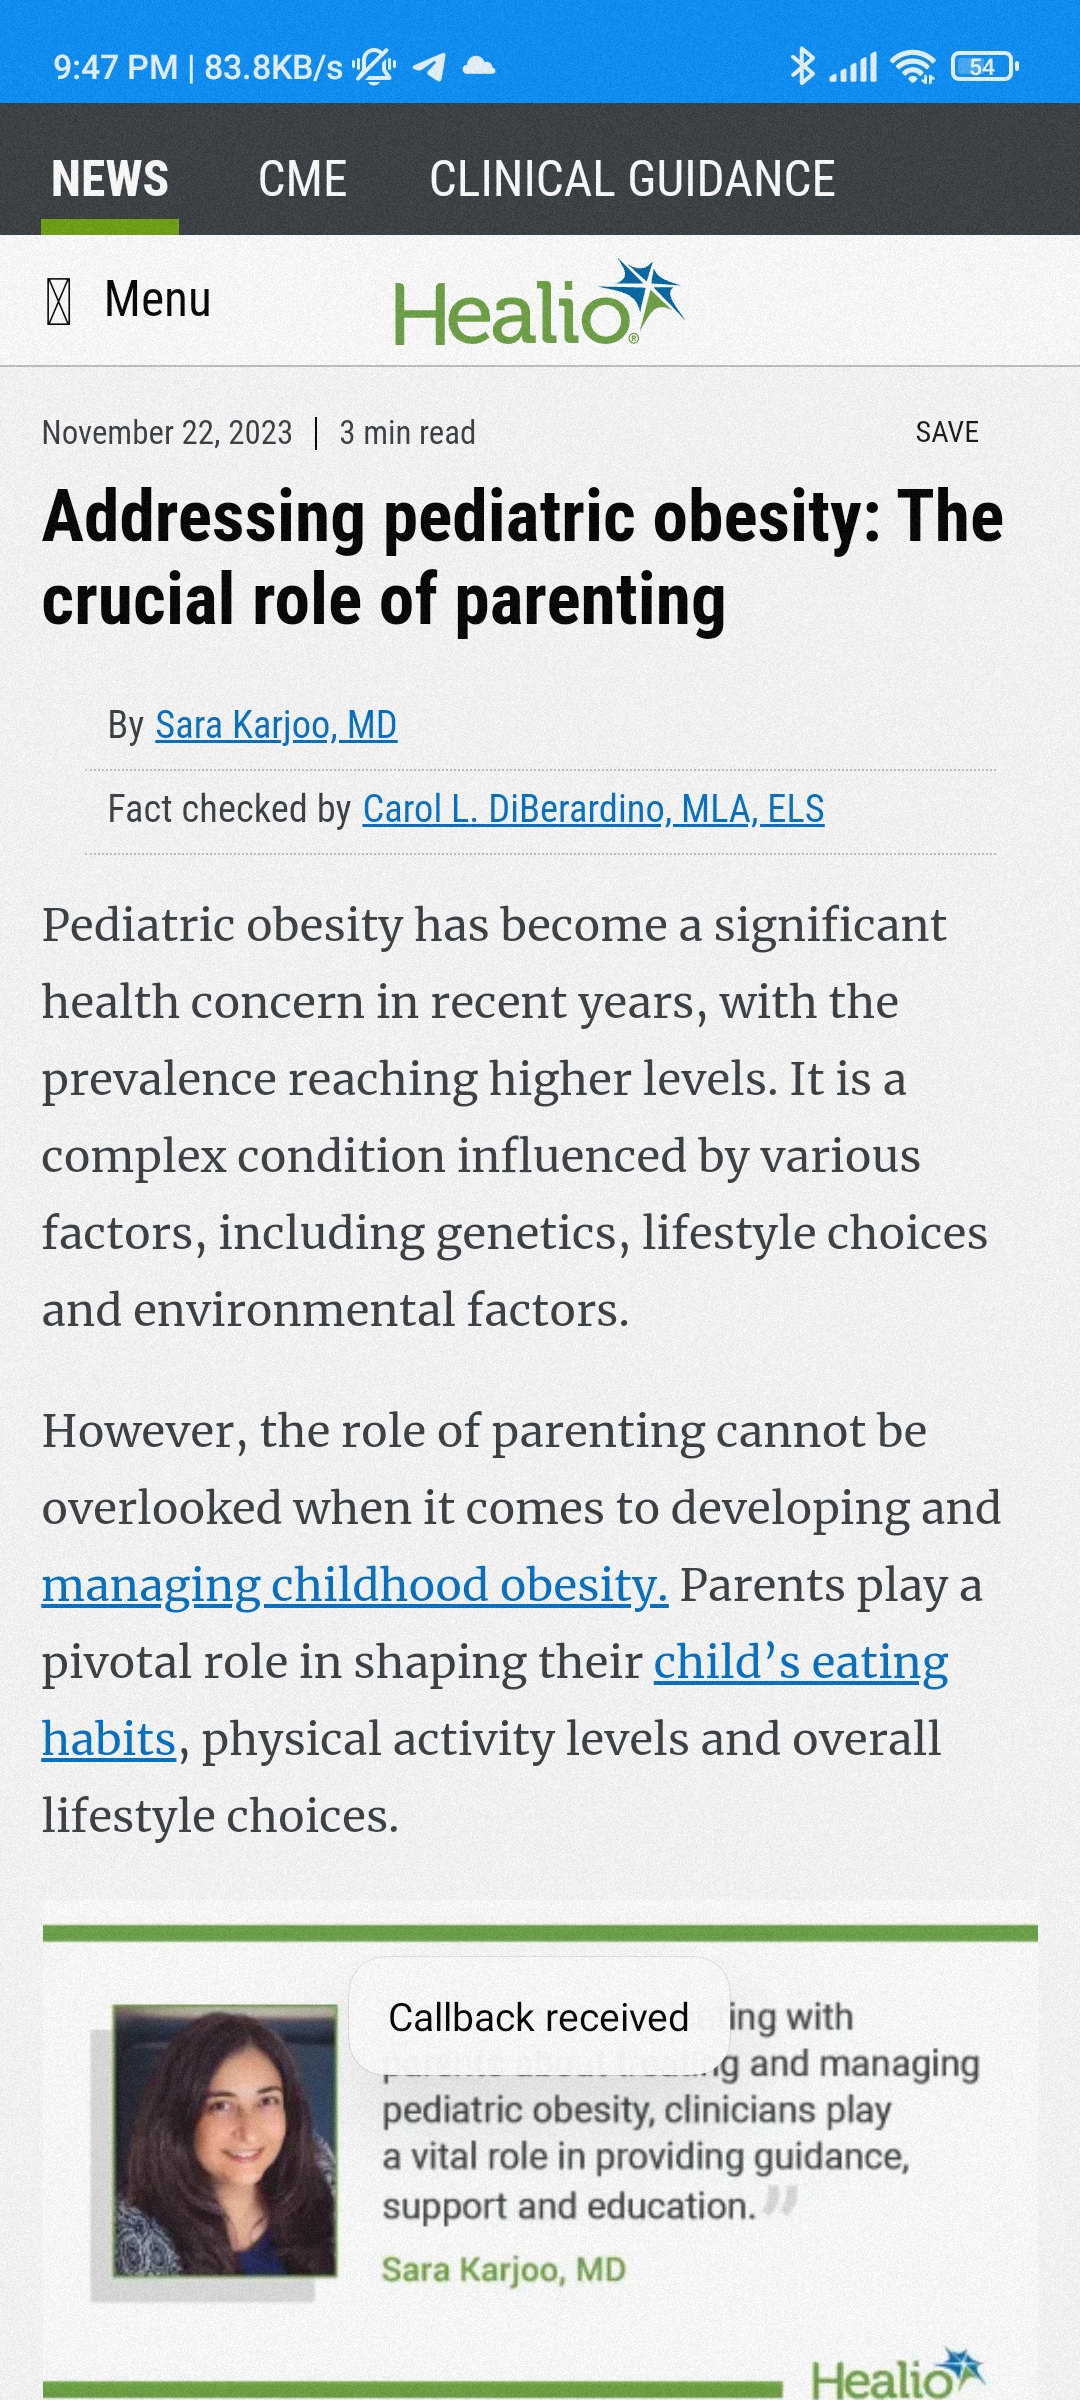 9:47 PM | 83.8KB/s
54
NEWS CME CLINICAL GUIDANCE
Menu
Healio®
November 22, 2023 | 3 min read
SAVE
Addressing pediatric obesity: The
crucial role of parenting
By Sara Karjoo, MD
Fact checked by Carol L. DiBerardino, MLA, ELS
Pediatric obesity has become a significant
health concern in recent years, with the
prevalence reaching higher levels. It is a
complex condition influenced by various
factors, including genetics, lifestyle choices
and environmental factors.
However, the role of parenting cannot be
overlooked when it comes to developing and
managing childhood obesity. Parents play a
pivotal role in shaping their child’s eating
habits, physical activity levels and overall
lifestyle choices.
Callback received
ing with
parents about treating and managing
pediatric obesity, clinicians play
a vital role in providing guidance,
support and education.”
Sara Karjoo, MD
Healio